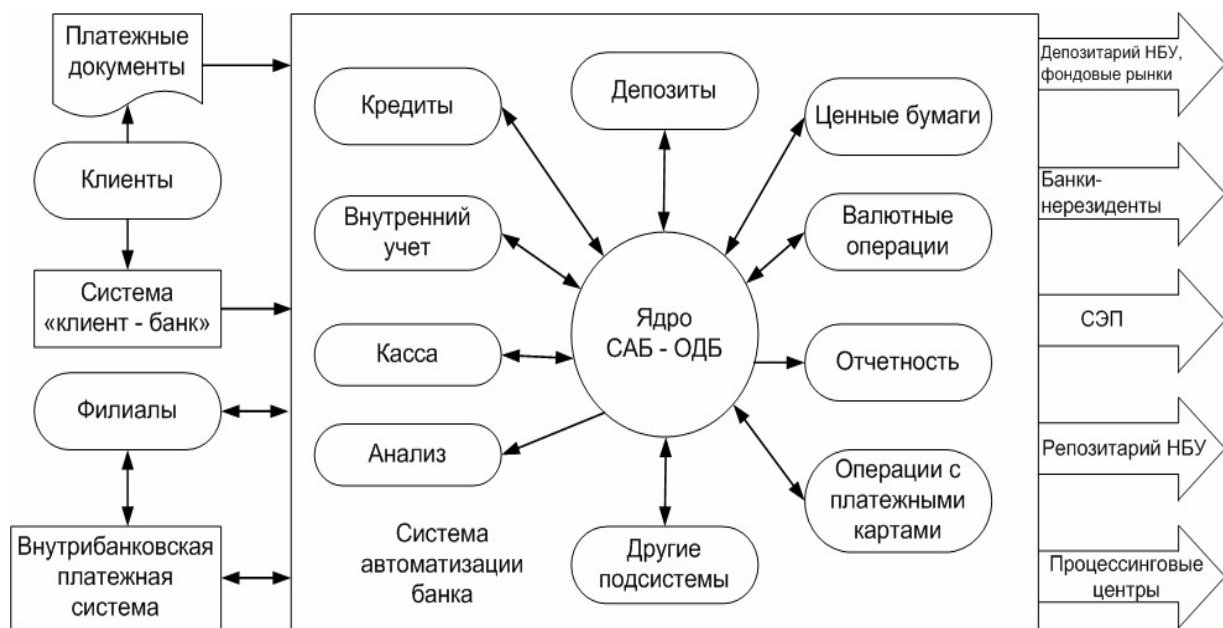 Платежные
документы
Клиенты
Система
«клиент - банк»
Филиалы
Внутрибанковская
платежная
система
Кредиты
Депозиты
Ценные бумаги
Внутренний
учет
Валютные
операции
Ядро
САБ - ОДБ
Касса
Отчетность
Анализ
Операции с
платежными
картами
Система
автоматизации
банка
Другие
подсистемы
Депозитарий НБУ,
фондовые рынки
Банки-
нерезиденты
СЭП
Репозитарий НБУ
Процессинговые
центры